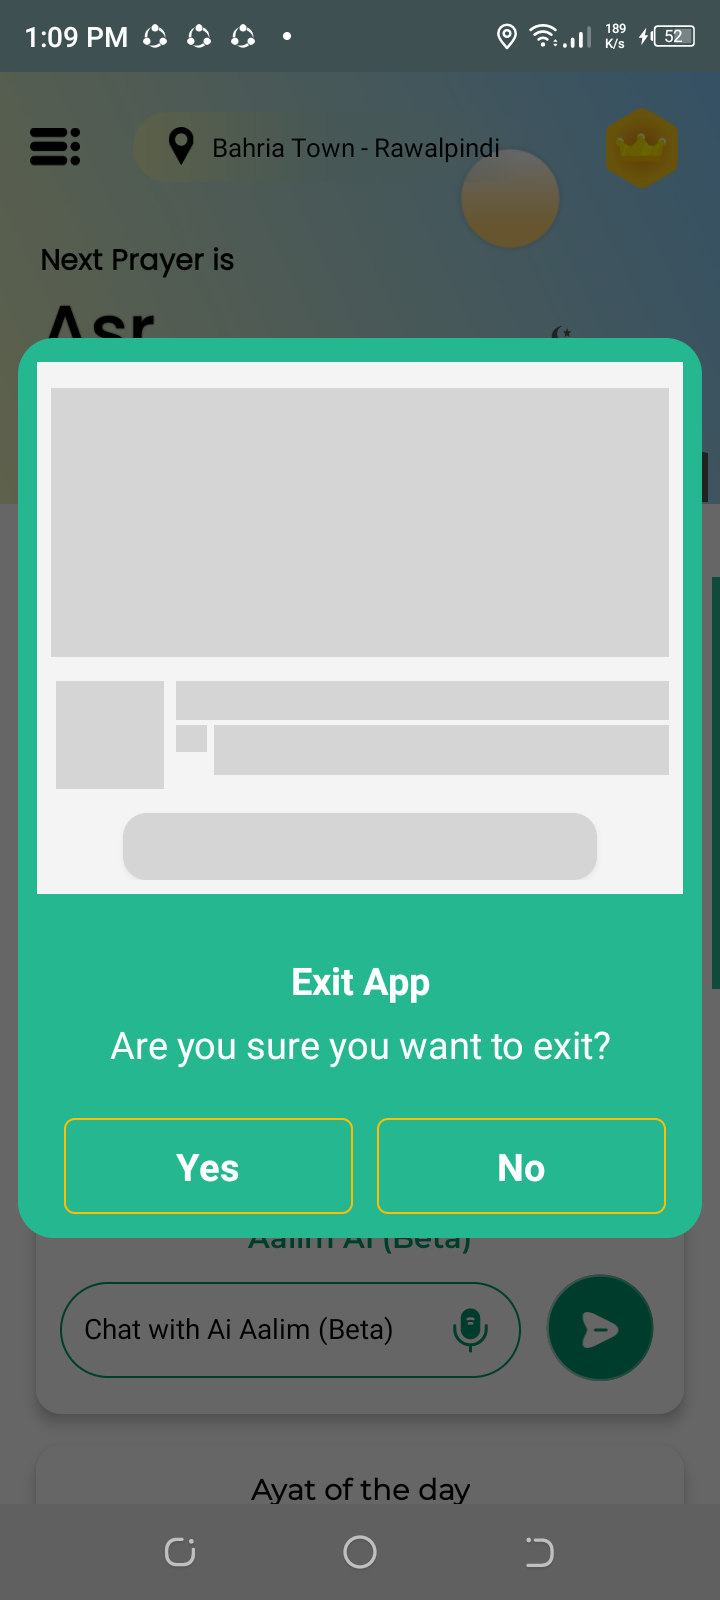 1:09 PM
189
K/s
52
Bahria Town - Rawalpindi
Next Prayer is
Asr
Exit App
Are you sure you want to exit?
Yes
No
Aalim AI (Beta)
Chat with Ai Aalim (Beta)
Ayat of the day